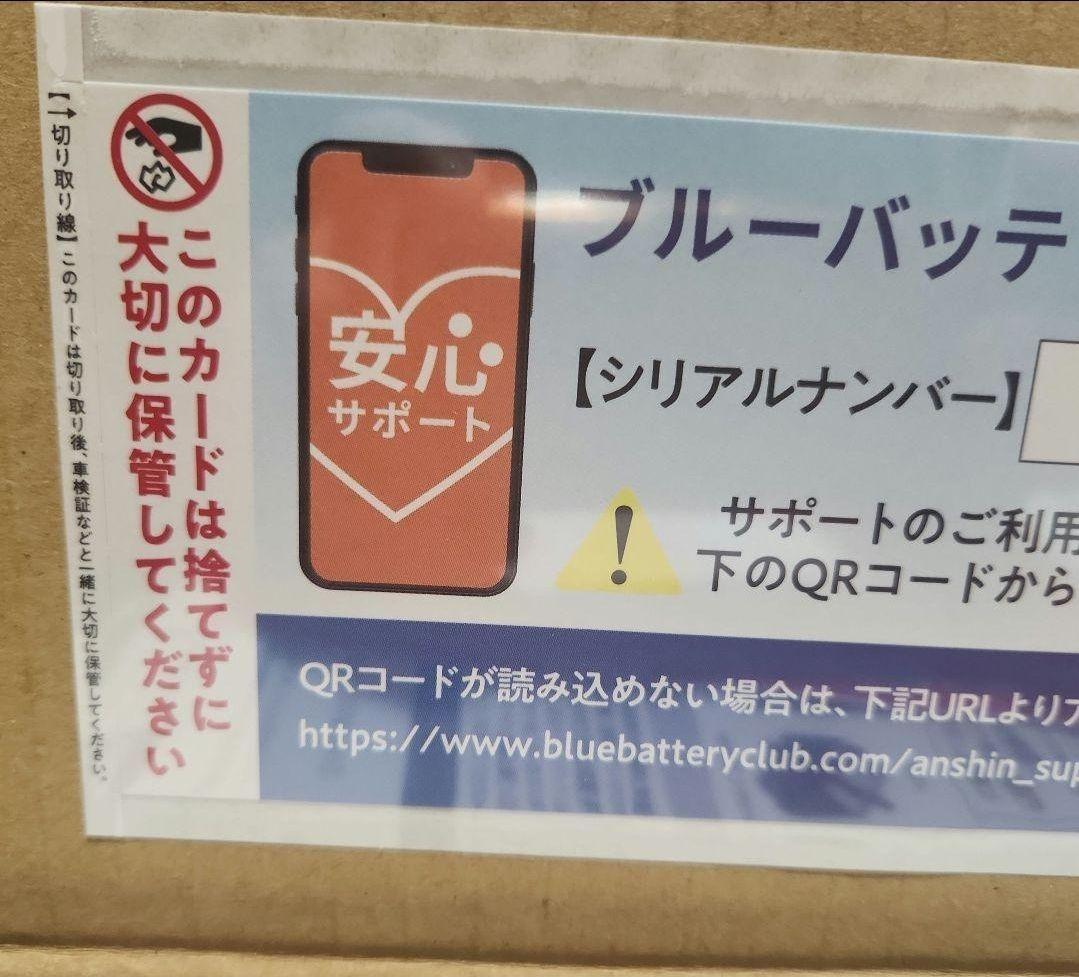 【→切り取り線】このカードは切り取り後、車検証などと一緒に大切に保管してください。
このカードは捨てずに
大切に保管してください
安心
サポート
ブルーバッテ
【シリアルナンバー】
サポートのご利用
下のQRコードから
QRコードが読み込めない場合は、下記URLよりア
https://www.bluebatteryclub.com/anshin_sup